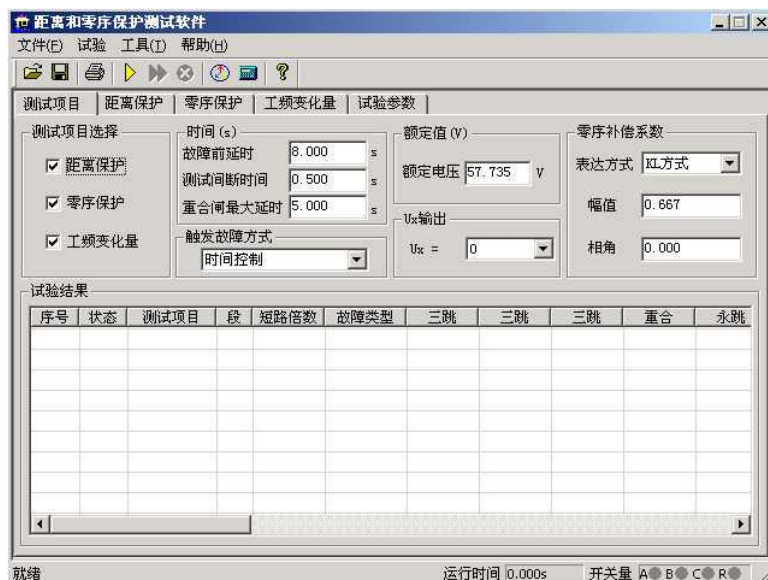 距离和零序保护测试软件
文件(F) 试验 工具(T) 帮助(H)
测试项目 距离保护 零序保护 工频变化量 试验参数
测试项目选择
距离保护
零序保护
工频变化量
时间(s)
故障前延时 8.000 s
测试间断时间 0.500 s
重合闸最大延时 5.000 s
触发故障方式
时间控制
额定值(V)
额定电压 57.735 V
Ux输出
Ux = 0
零序补偿系数
表达方式 KL方式
幅值 0.667
相角 0.000
试验结果
序号 状态 测试项目 段 短路倍数 故障类型 三跳 三跳 三跳 重合 永跳
就绪 运行时间 0.000s 开关量 A B C R